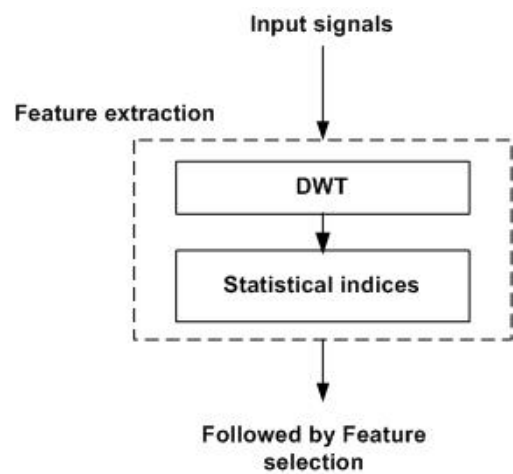 Input signals
Feature extraction
DWT
Statistical indices
Followed by Feature
selection